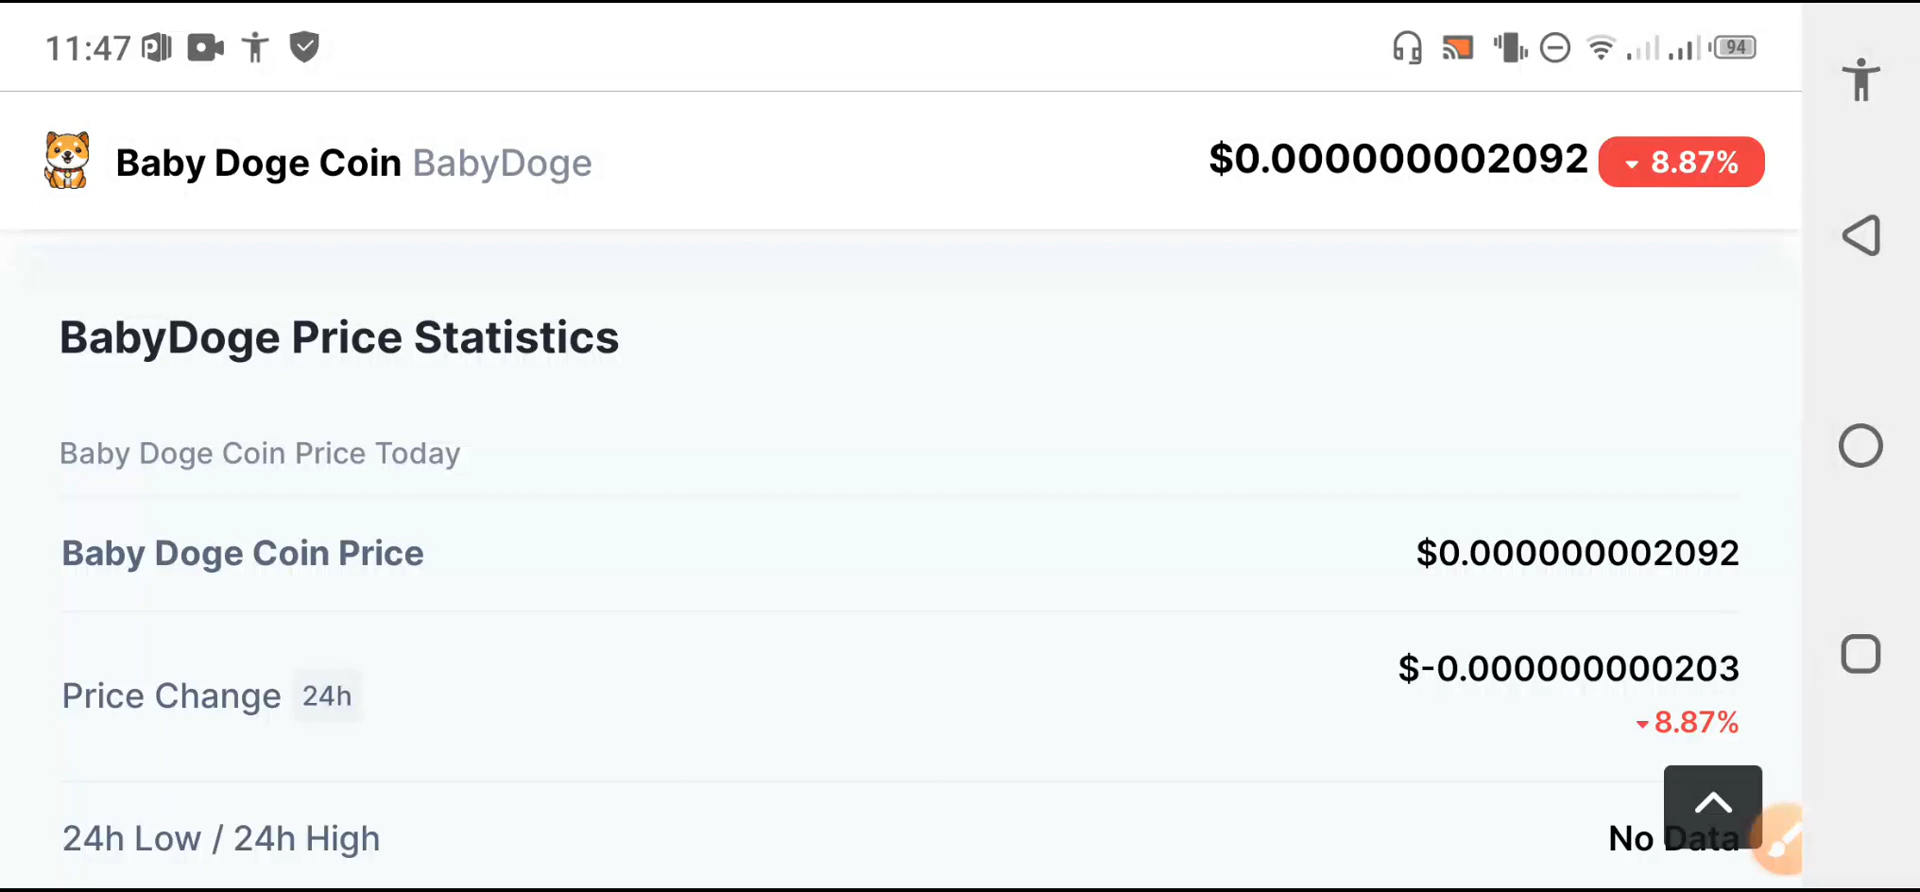 11:47
94
Baby Doge Coin BabyDoge $0.000000002092 8.87%
BabyDoge Price Statistics
Baby Doge Coin Price Today
Baby Doge Coin Price $0.000000002092
$-0.000000000203
Price Change 24h
8.87%
24h Low / 24h High No Data